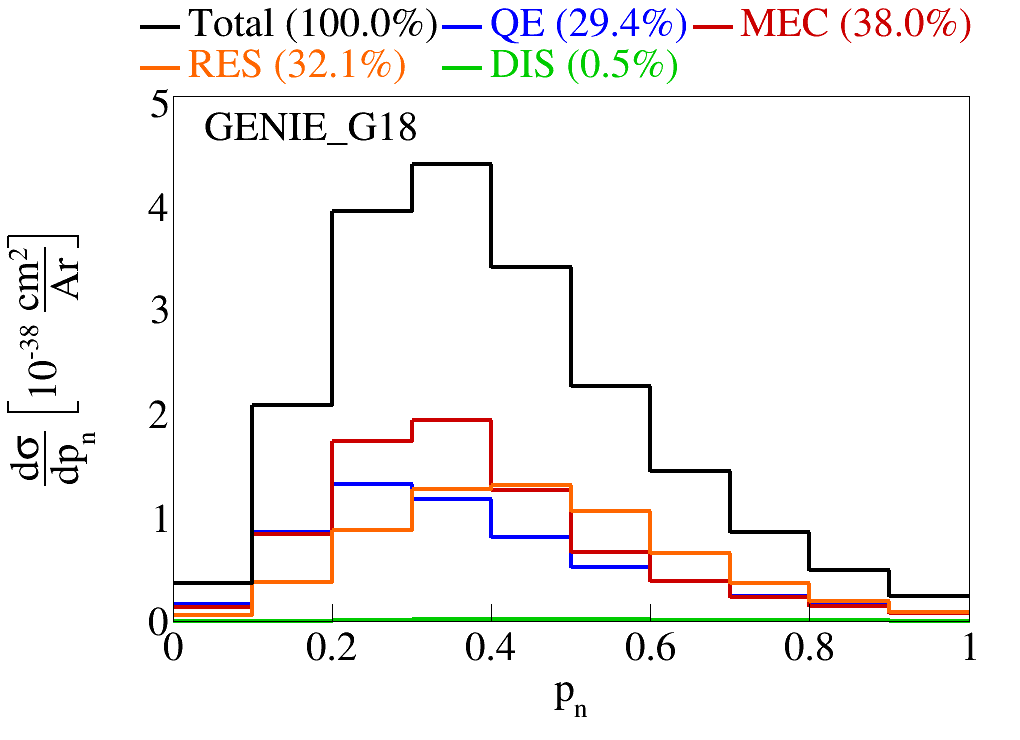 Total (100.0%) QE (29.4%) MEC (38.0%)
RES (32.1%) DIS (0.5%)
GENIE_G18
5
4
3
2
1
0
dσ/dpₙ [10⁻³⁸ cm²/Ar]
0 0.2 0.4 0.6 0.8 1
pₙ